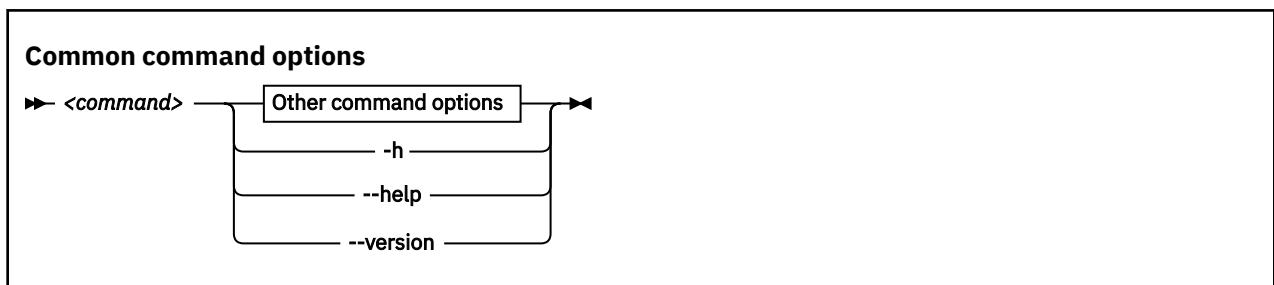 Common command options
<command> Other command options
-h
--help
--version